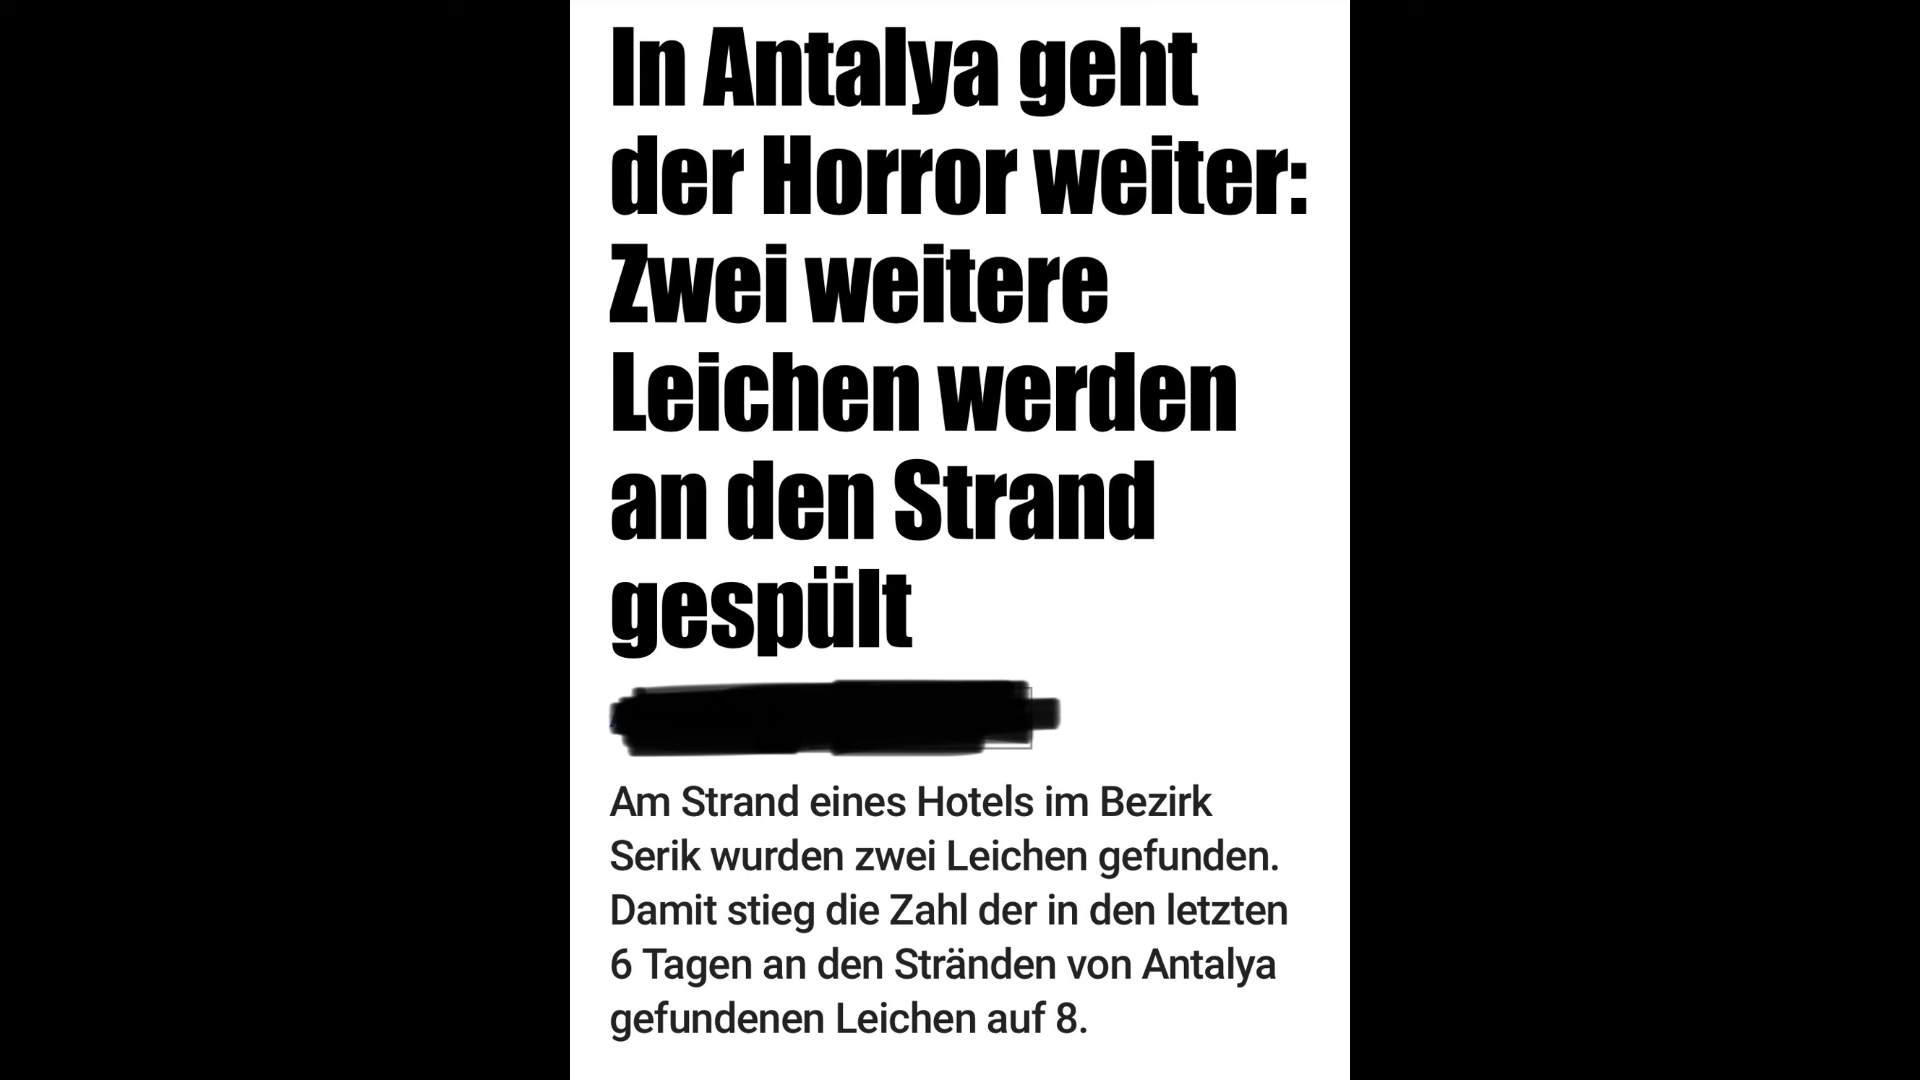 In Antalya geht
der Horror weiter:
Zwei weitere
Leichen werden
an den Strand
gespült
Am Strand eines Hotels im Bezirk
Serik wurden zwei Leichen gefunden.
Damit stieg die Zahl der in den letzten
6 Tagen an den Stränden von Antalya
gefundenen Leichen auf 8.